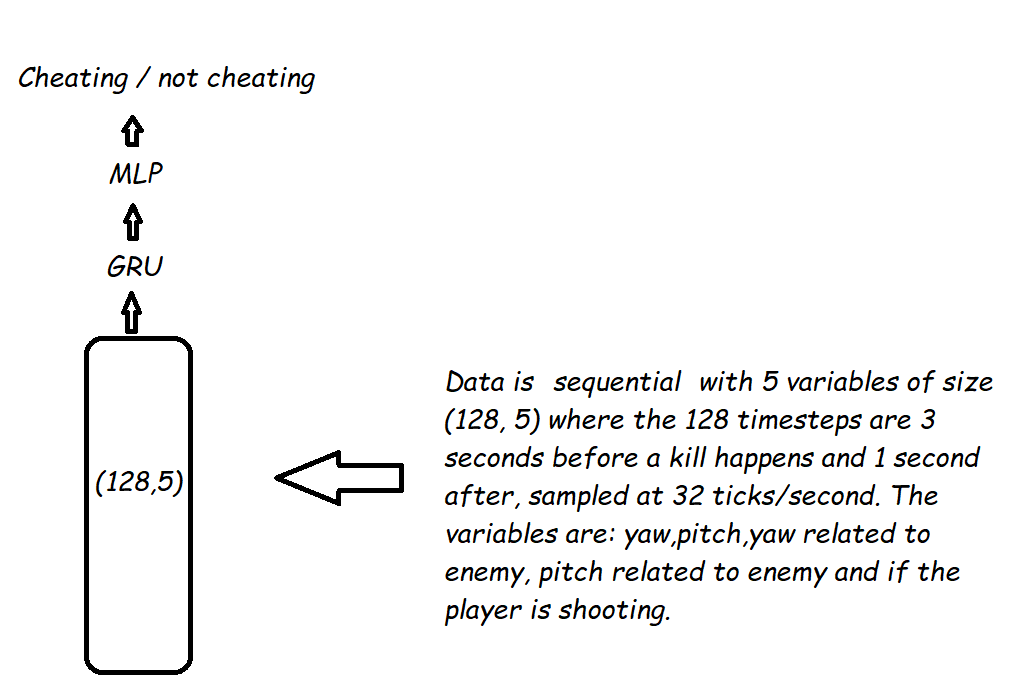 Cheating / not cheating
MLP
GRU
(128,5)
Data is sequential with 5 variables of size
(128, 5) where the 128 timesteps are 3
seconds before a kill happens and 1 second
after, sampled at 32 ticks/second. The
variables are: yaw,pitch,yaw related to
enemy, pitch related to enemy and if the
player is shooting.